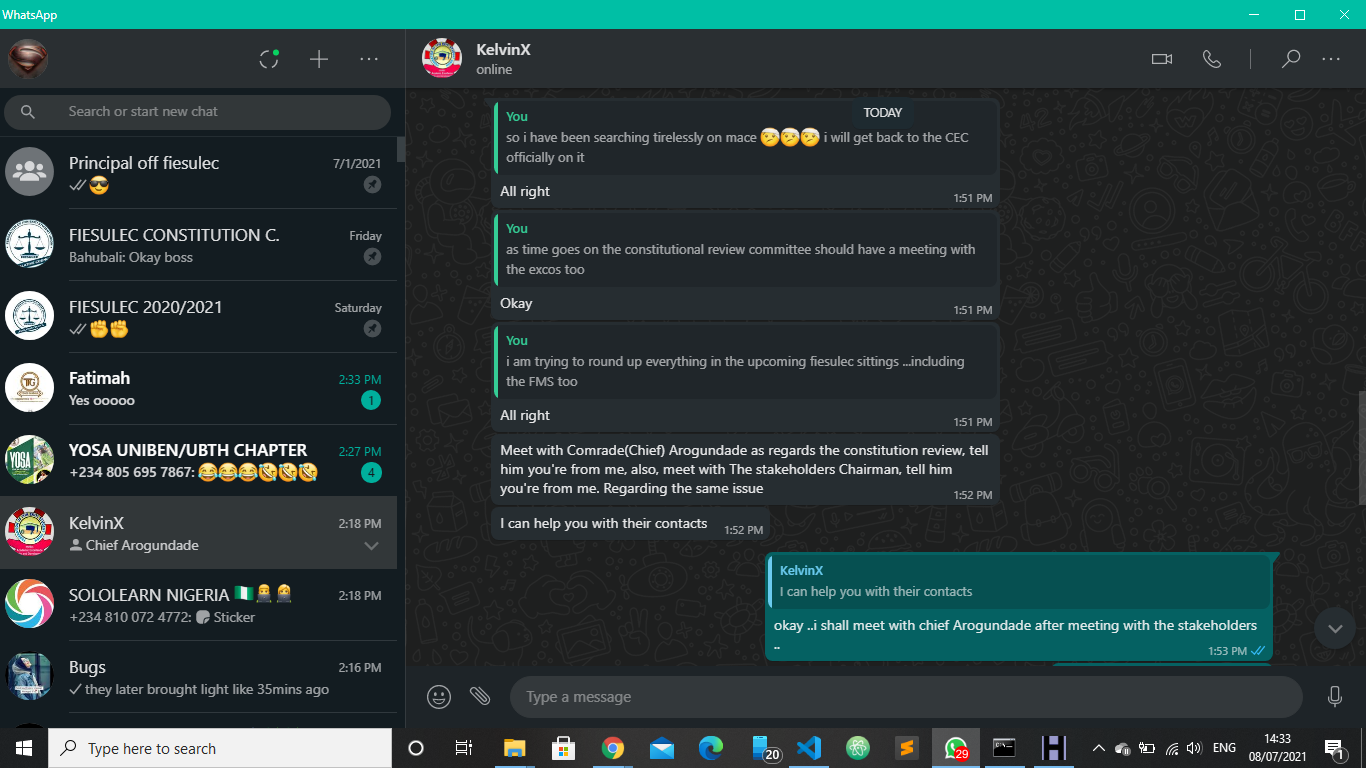 WhatsApp
Search or start new chat
Principal off fiesulec
7/1/2021
😎
FIESULEC CONSTITUTION C.
Friday
Bahubali: Okay boss
FIESULEC 2020/2021
Saturday
✊✊
Fatimah
2:33 PM
Yes ooooo
1
YOSA UNIBEN/UBTH CHAPTER
2:27 PM
+234 805 695 7867: 😂😂😂🤣🤣🤣
4
KelvinX
2:18 PM
Chief Arogundade
SOLOLEARN NIGERIA 🇳🇬👨‍💻👩‍💻
2:18 PM
+234 810 072 4772: Sticker
Bugs
2:16 PM
they later brought light like 35mins ago
KelvinX
online
TODAY
You
so i have been searching tirelessly on mace 🤕🤕🤕 i will get back to the CEC
officially on it
All right
1:51 PM
You
as time goes on the constitutional review committee should have a meeting with
the excos too
Okay
1:51 PM
You
i am trying to round up everything in the upcoming fiesulec sittings ...including
the FMS too
All right
1:51 PM
Meet with Comrade(Chief) Arogundade as regards the constitution review, tell
him you're from me, also, meet with The stakeholders Chairman, tell him
you're from me. Regarding the same issue
1:52 PM
I can help you with their contacts
1:52 PM
KelvinX
I can help you with their contacts
okay ..i shall meet with chief Arogundade after meeting with the stakeholders
..
1:53 PM
Type a message
Type here to search
20
29
ENG
14:33
08/07/2021
1